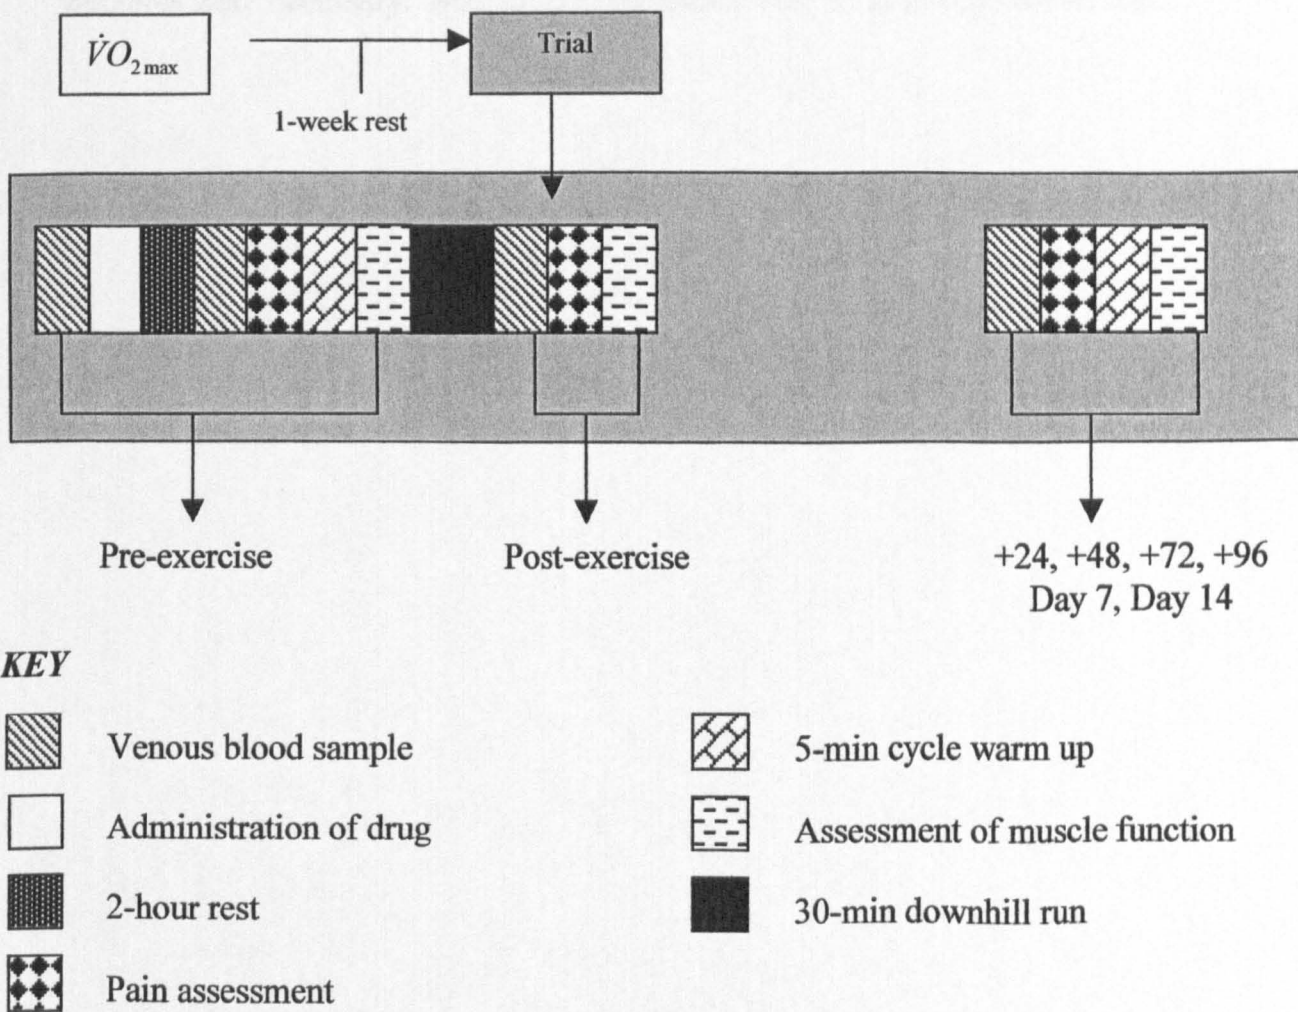 V̇O2 max
Trial
1-week rest
Pre-exercise
Post-exercise
+24, +48, +72, +96
Day 7, Day 14
KEY
Venous blood sample
Administration of drug
2-hour rest
Pain assessment
5-min cycle warm up
Assessment of muscle function
30-min downhill run